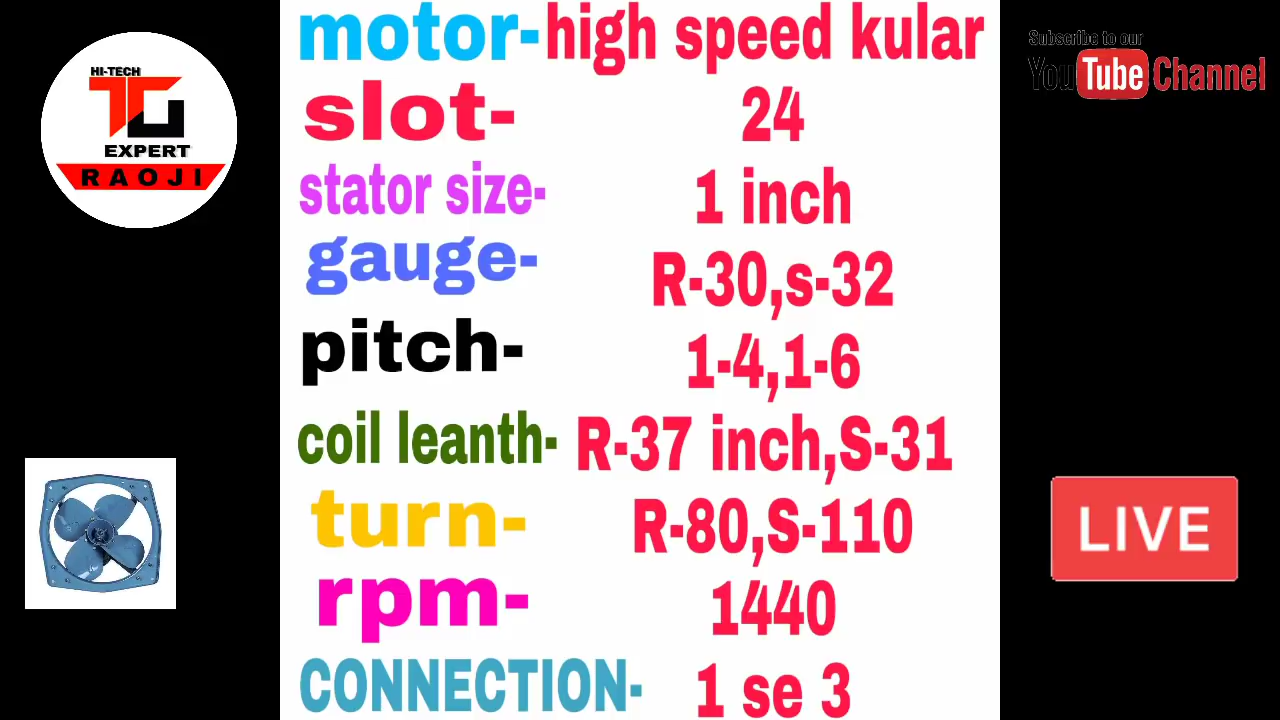 HI-TECH
EXPERT
RAOJI
motor- high speed kular
slot- 24
stator size- 1 inch
gauge- R-30,s-32
pitch- 1-4,1-6
coil leanth- R-37 inch,S-31
turn- R-80,S-110
rpm- 1440
CONNECTION- 1 se 3
Subscribe to our
YouTube Channel
LIVE